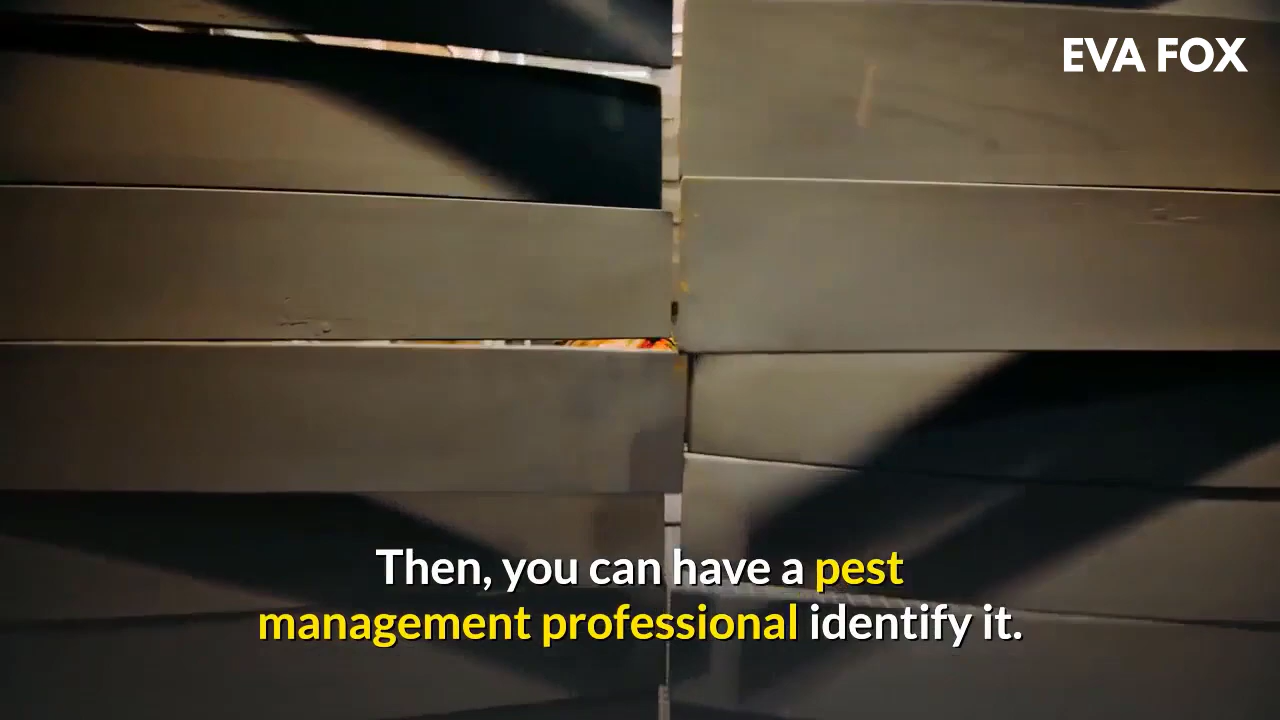 EVA FOX
Then, you can have a pest
management professional identify it.